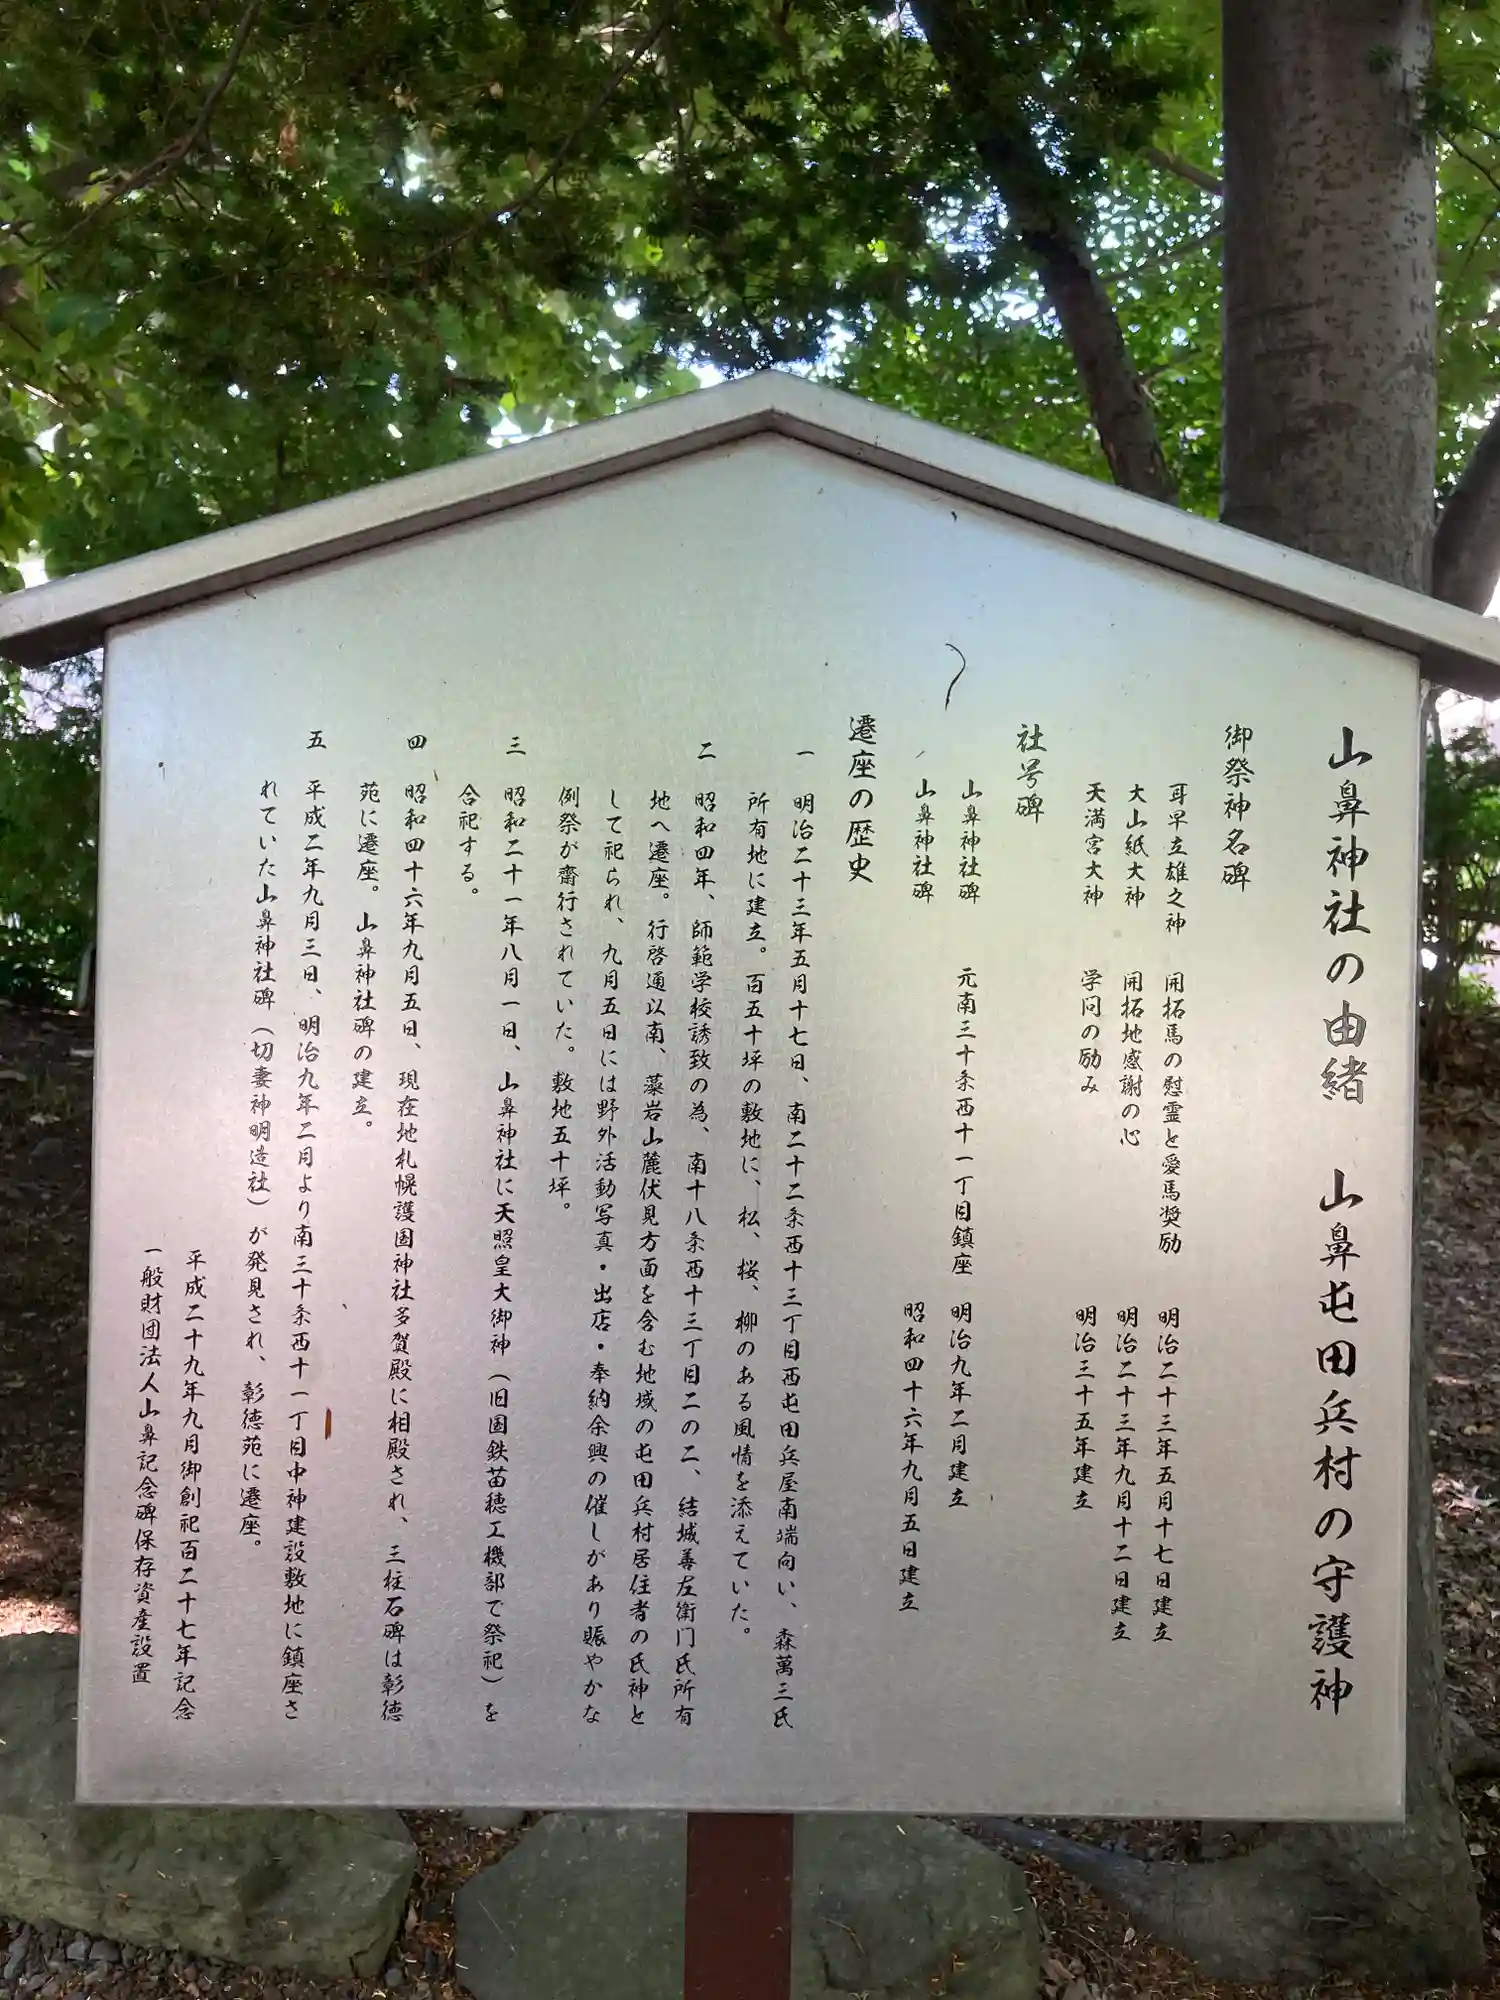 山鼻神社の由緒　山鼻屯田兵村の守護神
御祭神名碑
耳早立雄之神　開拓馬の慰霊と愛馬奨励　明治二十三年五月十七日建立
大山紙大神　開拓地感謝の心　明治二十三年九月十二日建立
天満宮大神　学問の励み　明治三十五年建立
社号碑
山鼻神社碑　元南三十条西十一丁目鎮座　明治九年二月建立
山鼻神社碑　昭和四十六年九月五日建立
遷座の歴史
一　明治二十三年五月十七日、南二十二条西十三丁目西屯田兵屋南端向い、森萬三氏
所有地に建立。百五十坪の敷地に、松、桜、柳のある風情を添えていた。
二　昭和四年、師範学校誘致の為、南十八条西十三丁目二の二、結城善左衛門氏所有
地へ遷座。行啓通以南、藻岩山麓伏見方面を含む地域の屯田兵村居住者の氏神と
して祀られ、九月五日には野外活動写真・出店・奉納余興の催しがあり賑やかな
例祭が齋行されていた。敷地五十坪。
三　昭和二十一年八月一日、山鼻神社に天照皇大御神（旧国鉄苗穂工機部で祭祀）を
合祀する。
四　昭和四十六年九月五日、現在地札幌護国神社多賀殿に相殿され、三柱石碑は彰徳
苑に遷座。山鼻神社碑の建立。
五　平成二年九月三日、明治九年二月より南三十条西十一丁目中神建設敷地に鎮座さ
れていた山鼻神社碑（切妻神明造社）が発見され、彰徳苑に遷座。
平成二十九年九月御創祀百二十七年記念
一般財団法人山鼻記念碑保存資産設置